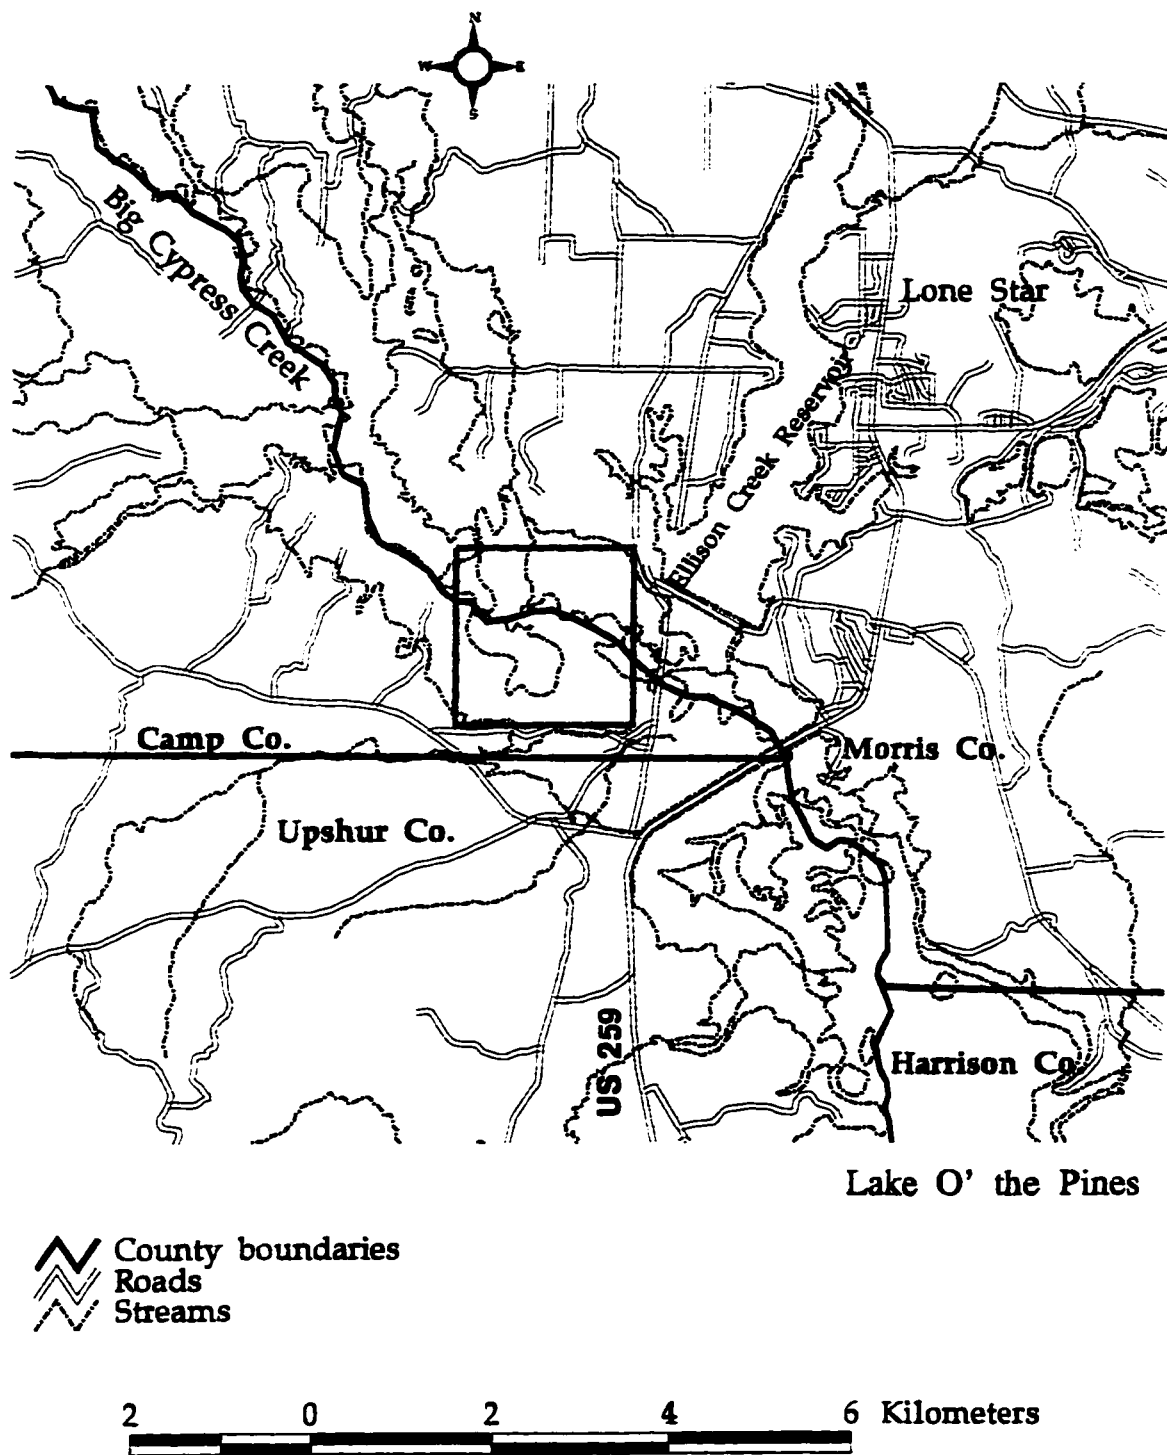 N
W E
S
Big Cypress Creek
Lone Star
Ellison Creek Reservoir
Camp Co.
Morris Co.
Upshur Co.
US 259
Harrison Co
Lake O' the Pines
County boundaries
Roads
Streams
2 0 2 4 6 Kilometers